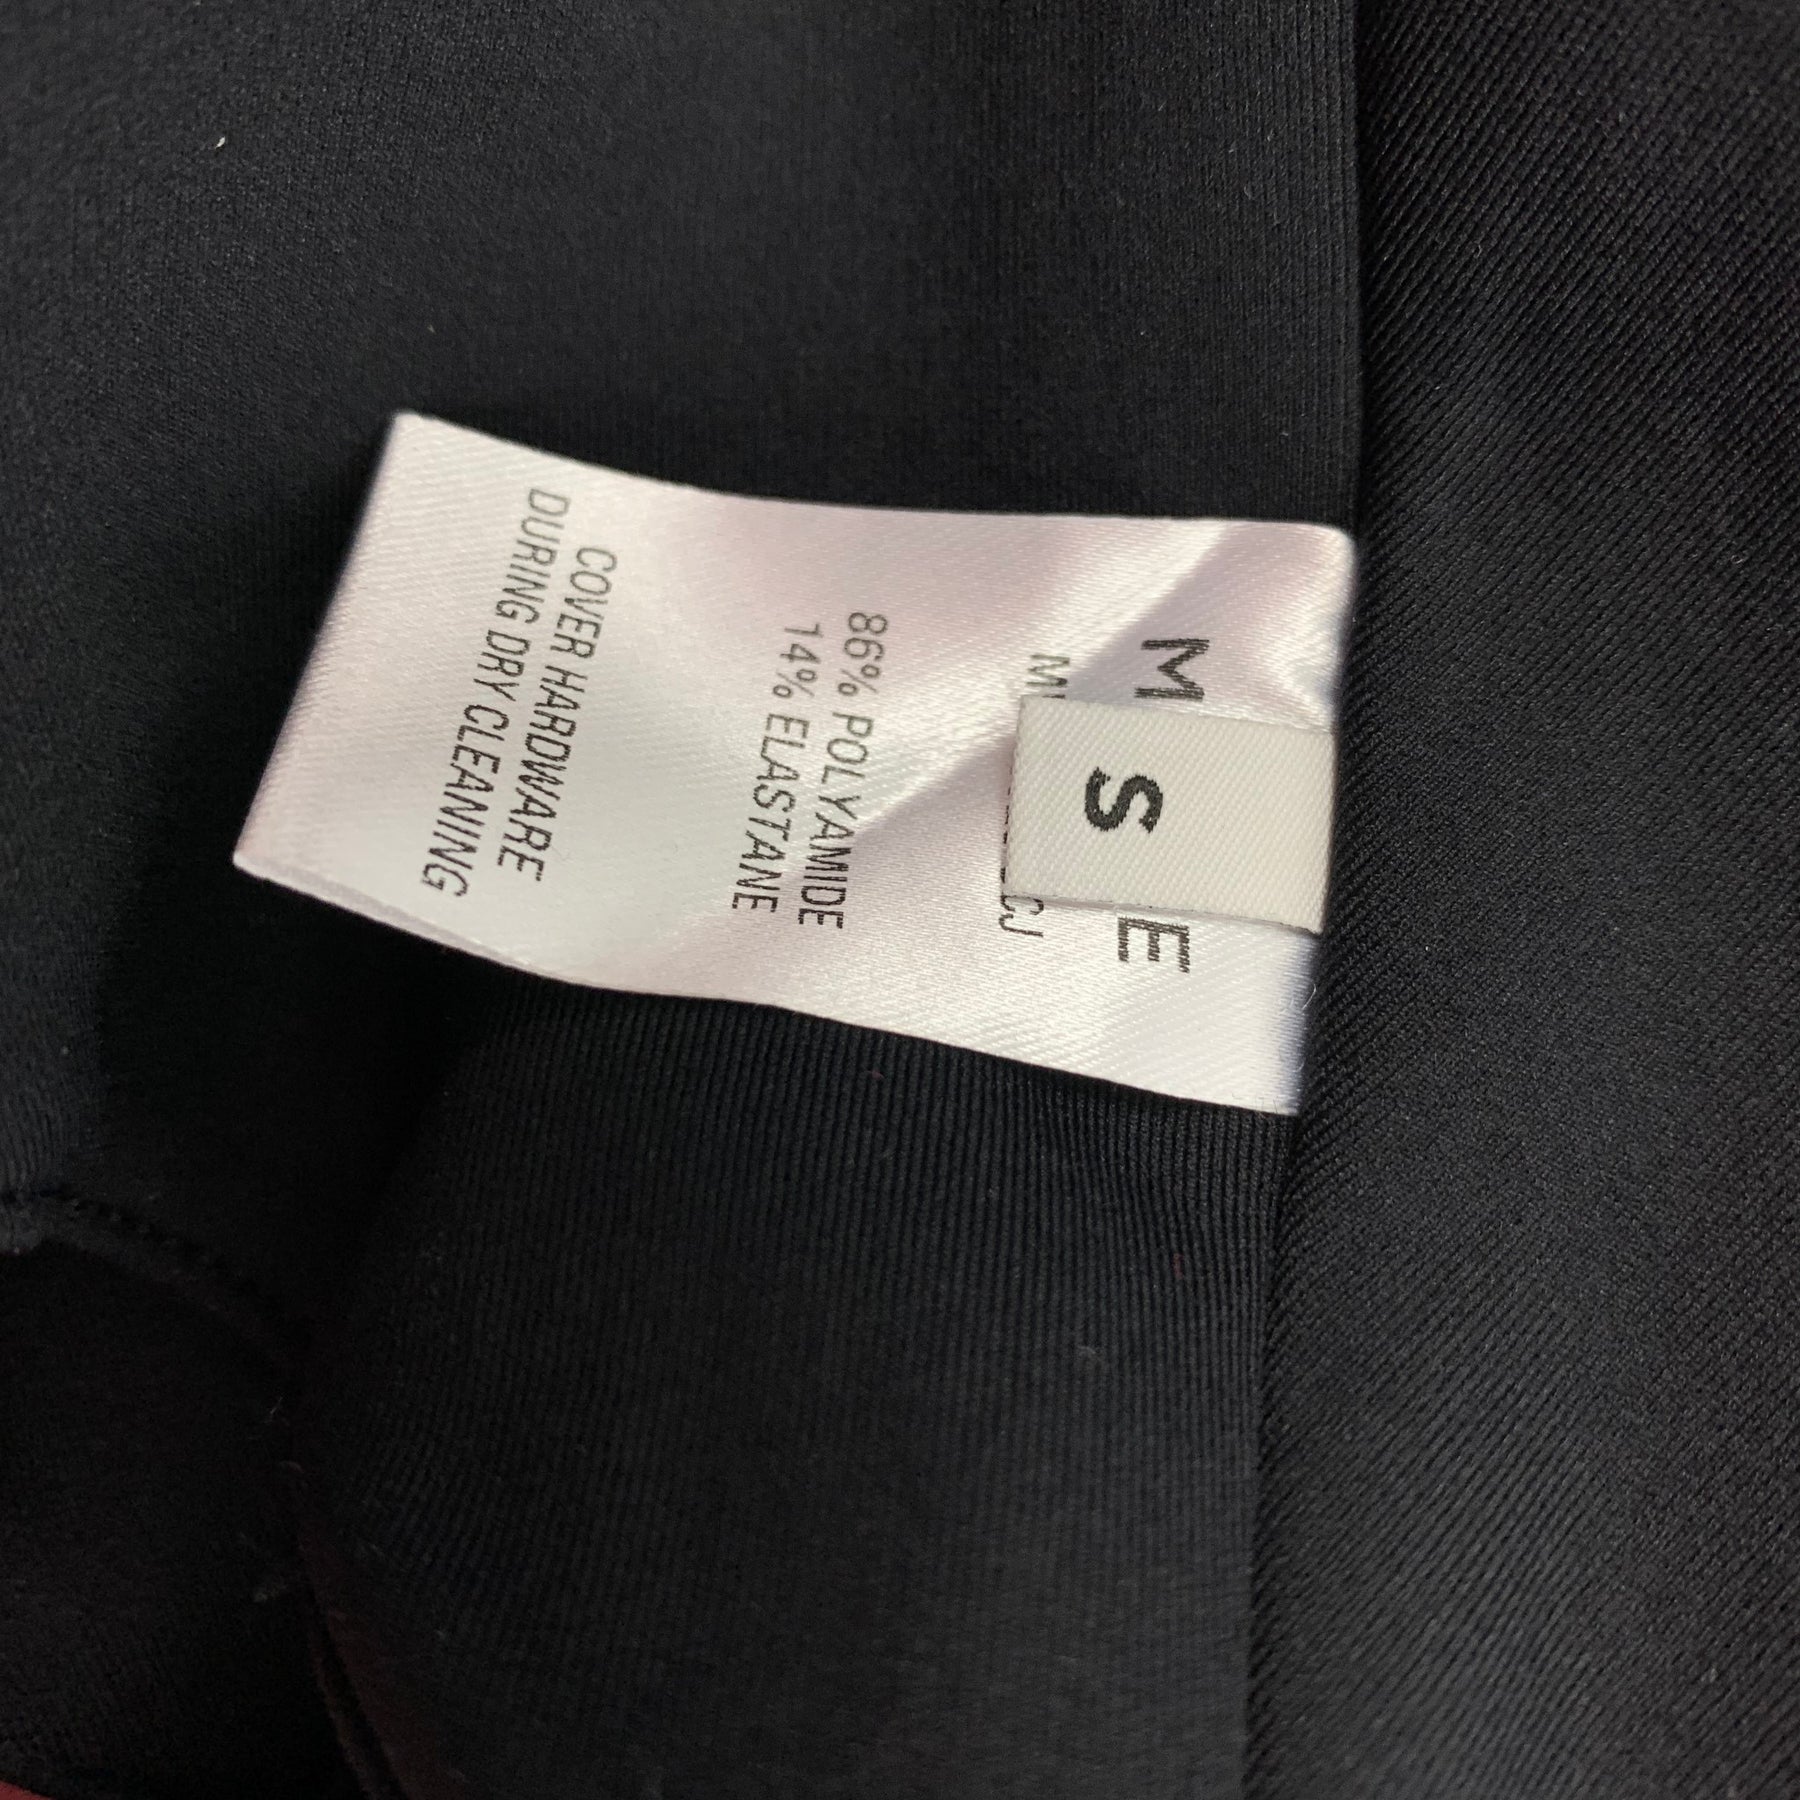 M
S
E
86% POLYAMIDE
14% ELASTANE
COVER HARDWARE
DURING DRY CLEANING